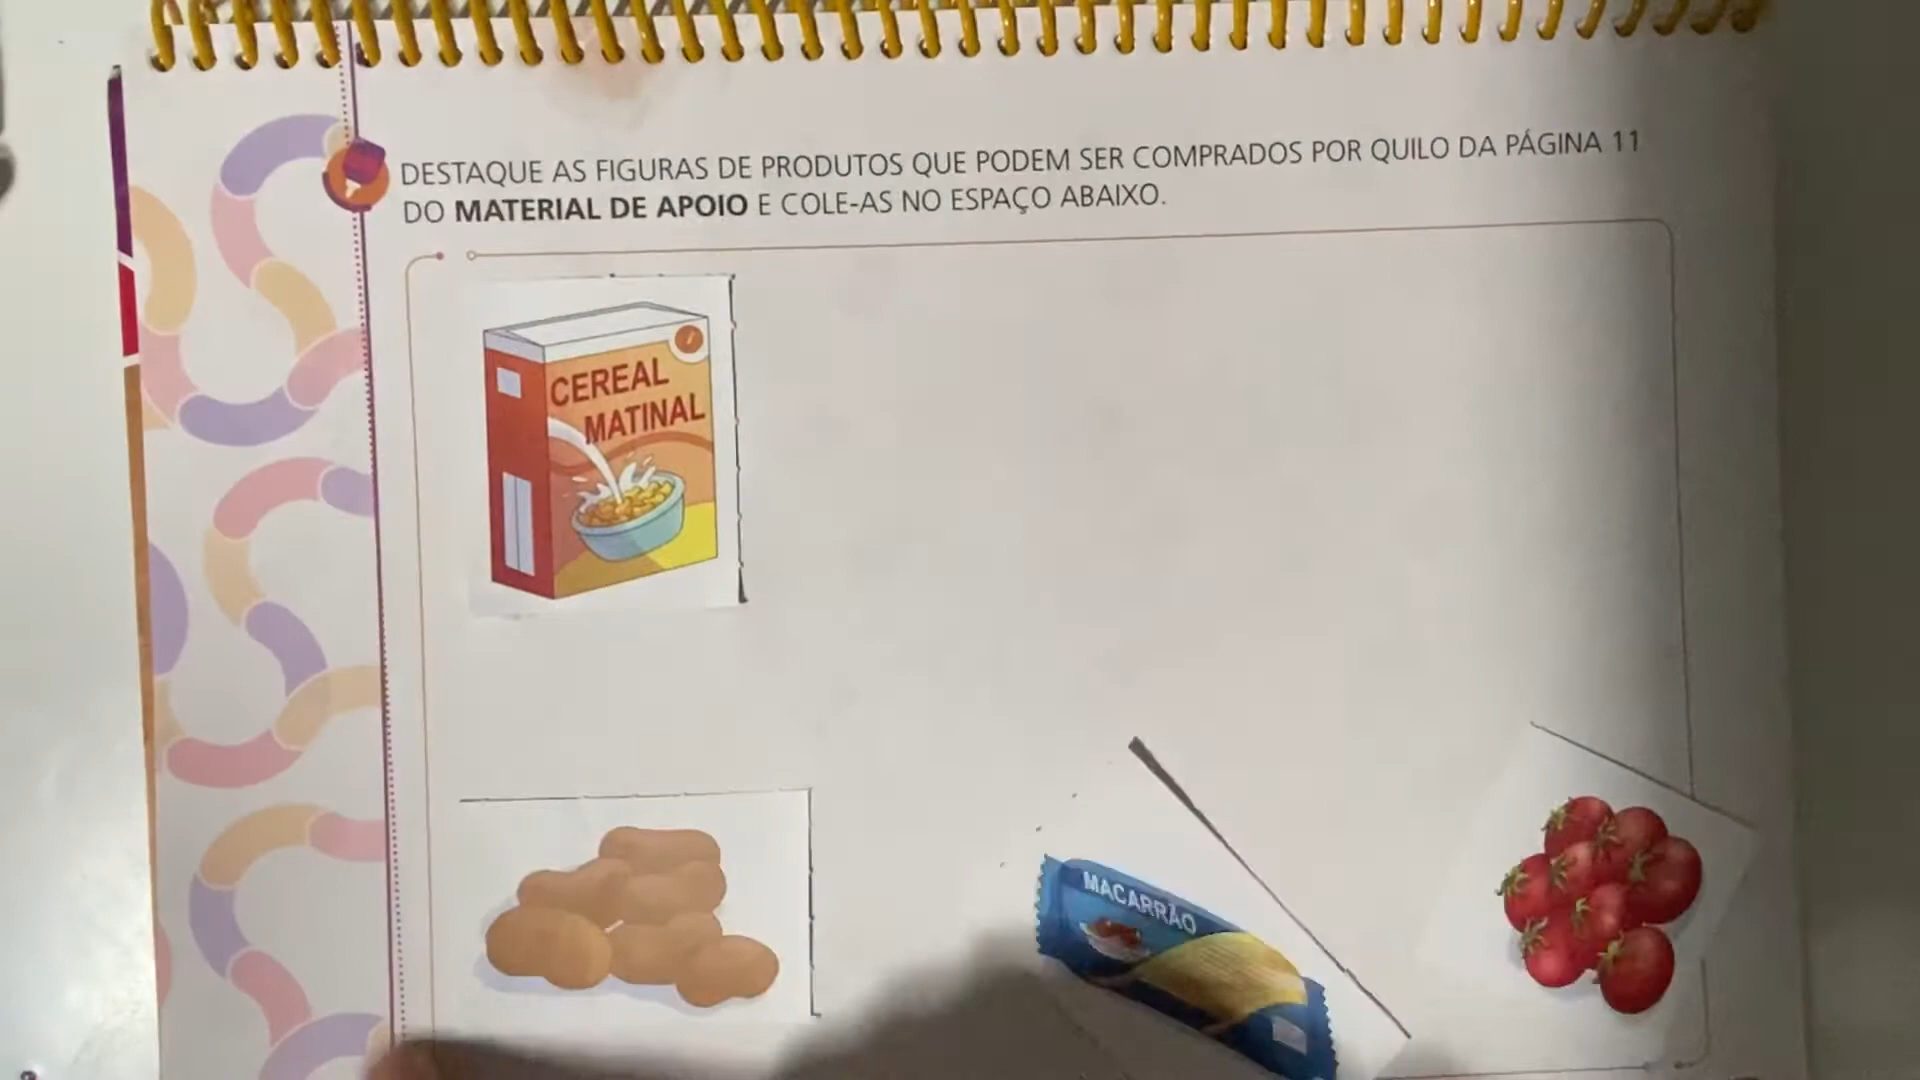 DESTAQUE AS FIGURAS DE PRODUTOS QUE PODEM SER COMPRADOS POR QUILO DA PÁGINA 11
DO MATERIAL DE APOIO E COLE-AS NO ESPAÇO ABAIXO.
CEREAL
MATINAL
MACARRÃO